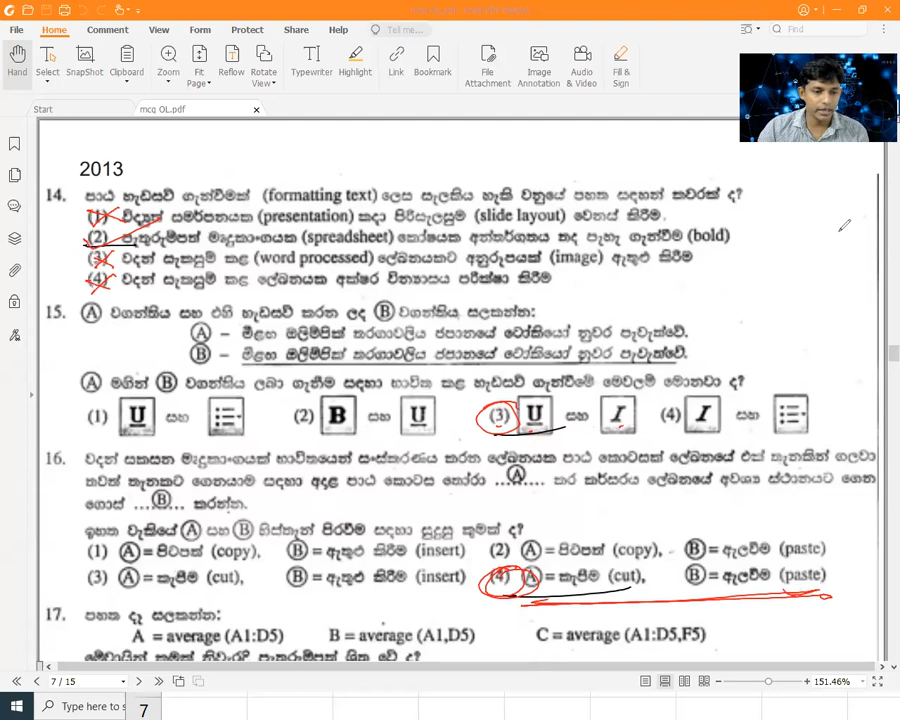 File Home Comment View Form Protect Share Help Tell me... Find
Hand Select SnapShot Clipboard Zoom Fit Page Reflow Rotate View Typewriter Highlight Link Bookmark File Attachment Image Annotation Audio & Video Fill & Sign
Start mcq OL.pdf
2013
14. පාඨ හැඩසව් ගැන්වීමක් (formatting text) ලෙස සැලකිය හැකි වනුයේ පහත සඳහන් කවරක් ද?
(1) විද්‍යුත් සමර්පනයක (presentation) කදා පිරිසැලසුම (slide layout) වෙනස් කිරීම.
(2) පැතුරුම්පත් මෘදුකාංගයක (spreadsheet) කෝෂයක අන්තර්ගතය තද පැහැ ගැන්වීම (bold)
(3) වදන් සැකසුම් කළ (word processed) ලේඛනයකට අනුරූපයක් (image) ඇතුළු කිරීම
(4) වදන් සැකසුම් කළ ලේඛනයක අක්ෂර වින්‍යාසය පරීක්ෂා කිරීම
15. Ⓐ වගන්තිය සහ එහි හැඩසව් කරන ලද Ⓑ වගන්තිය සලකන්න:
Ⓐ – මීළඟ ඔලිම්පික් තරගාවලිය ජපානයේ ටෝකියෝ නුවර පැවැත්වේ.
Ⓑ – මීළඟ ඔලිම්පික් තරගාවලිය ජපානයේ ටෝකියෝ නුවර පැවැත්වේ.
Ⓐ මගින් Ⓑ වගන්තිය ලබා ගැනීම සඳහා භාවිත කළ හැඩසව් ගැන්වීමේ මෙවලම් මොනවා ද?
(1) U සහ (2) B සහ U (3) U සහ I (4) I සහ
16. වදන් සකසන මෘදුකාංගයක් භාවිතයෙන් සංස්කරණය කරන ලේඛනයක පාඨ කොටසක් ලේඛනයේ එක් තැනකින් ගලවා
තවත් තැනකට ගෙනයාම සඳහා අදාළ පාඨ කොටස තෝරා ...Ⓐ.... කර කර්සරය ලේඛනයේ අවශ්‍ය ස්ථානයට ගෙන
ගොස් ....Ⓑ.... කරන්න.
ඉහත වැකියේ Ⓐ සහ Ⓑ හිස්තැන් පිරවීම සඳහා සුදුසු කුමක් ද?
(1) Ⓐ = පිටපත් (copy), Ⓑ = ඇතුළු කිරීම (insert) (2) Ⓐ = පිටපත් (copy), Ⓑ = ඇලවීම (paste)
(3) Ⓐ = කැපීම (cut), Ⓑ = ඇතුළු කිරීම (insert) (4) Ⓐ = කැපීම (cut), Ⓑ = ඇලවීම (paste)
17. පහත දෑ සලකන්න:
A = average (A1:D5) B = average (A1,D5) C = average (A1:D5,F5)
මේවායින් කුමක් නිවැරදි පැතුරුම්පත් ශ්‍රිත වේ ද?
7 / 15 151.46%
Type here to s 7